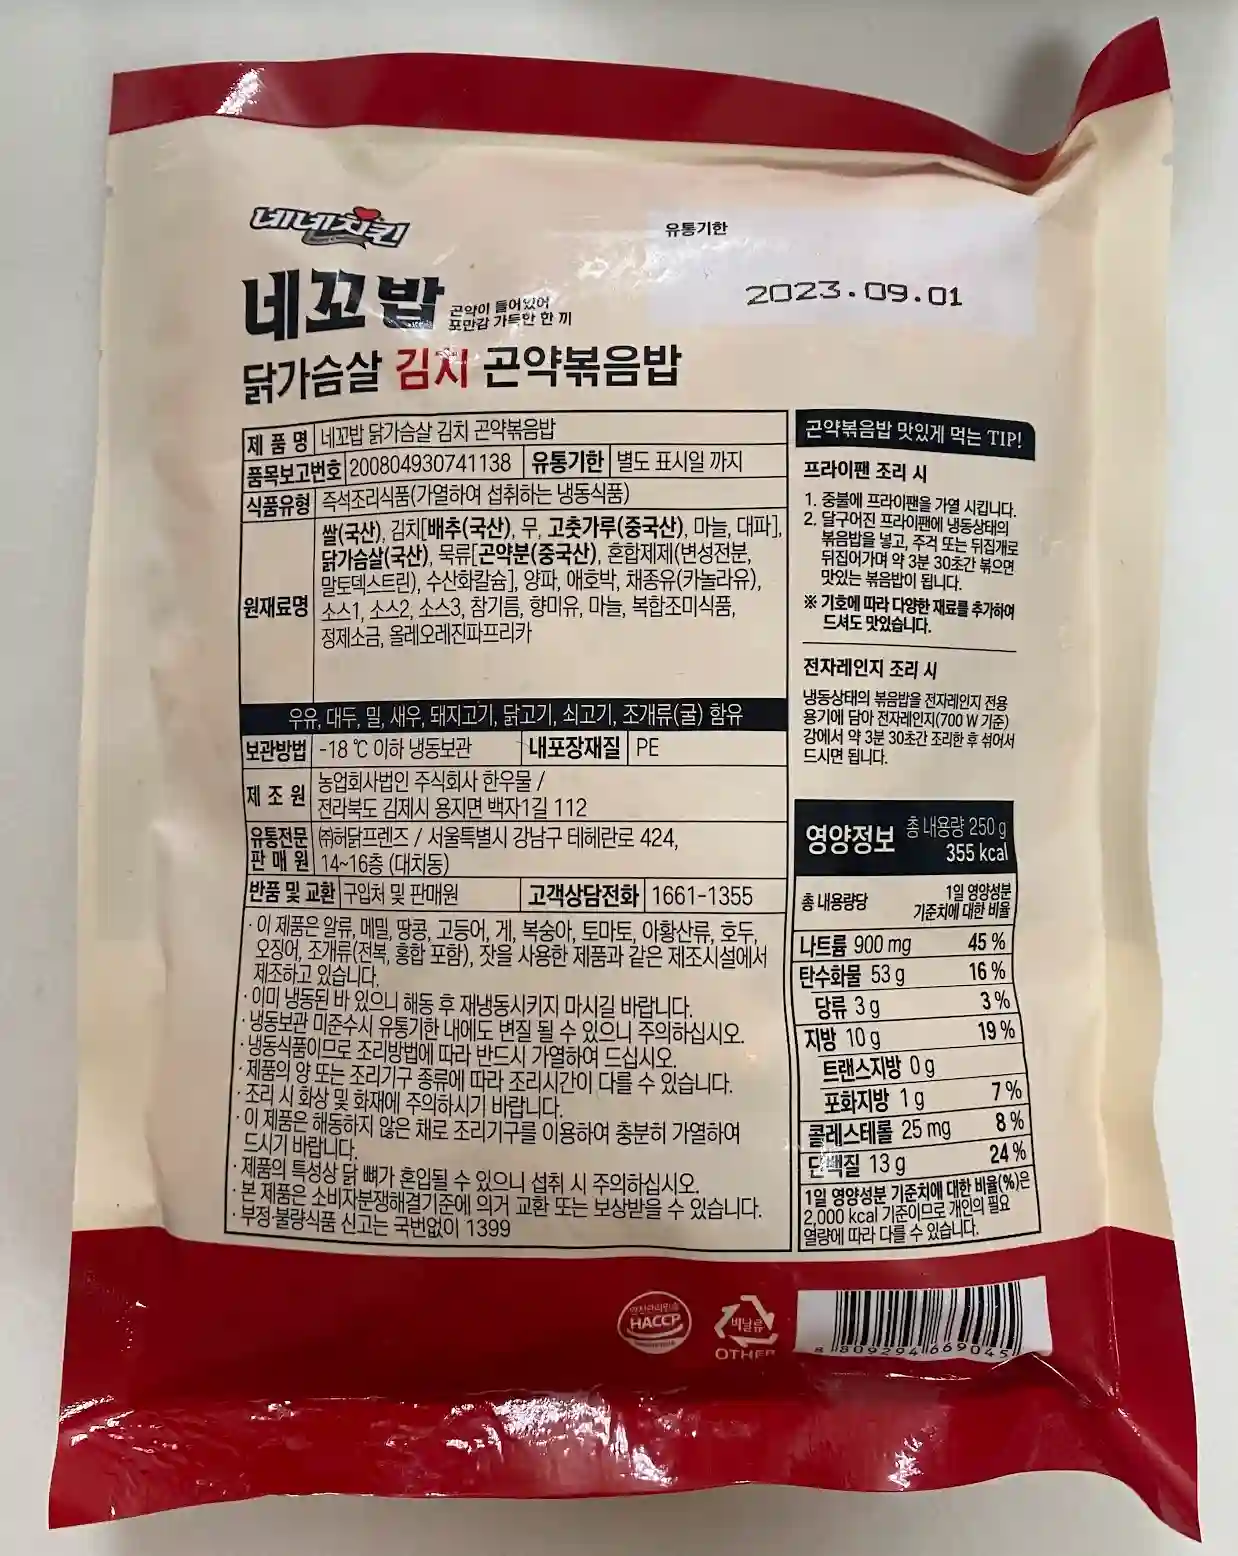 네네치킨
유통기한
2023.09.01
네꼬밥
곤약이 들어있어
포만감 가득한 한 끼
닭가슴살 김치 곤약볶음밥
제 품 명 네꼬밥 닭가슴살 김치 곤약볶음밥
품목보고번호 200804930741138 유통기한 별도 표시일 까지
식품유형 즉석조리식품(가열하여 섭취하는 냉동식품)
원재료명
쌀(국산), 김치[배추(국산), 무, 고춧가루(중국산), 마늘, 대파],
닭가슴살(국산), 묵류[곤약분(중국산), 혼합제제(변성전분,
말토덱스트린), 수산화칼슘], 양파, 애호박, 채종유(카놀라유),
소스1, 소스2, 소스3, 참기름, 향미유, 마늘, 복합조미식품,
정제소금, 올레오레진파프리카
우유, 대두, 밀, 새우, 돼지고기, 닭고기, 쇠고기, 조개류(굴) 함유
보관방법 -18 ℃ 이하 냉동보관 내포장재질 PE
제 조 원
농업회사법인 주식회사 한우물 /
전라북도 김제시 용지면 백자1길 112
유통전문 ㈜허닭프렌즈 / 서울특별시 강남구 테헤란로 424,
판 매 원 14~16층 (대치동)
반품 및 교환 구입처 및 판매원 고객상담전화 1661-1355
· 이 제품은 알류, 메밀, 땅콩, 고등어, 게, 복숭아, 토마토, 아황산류, 호두,
오징어, 조개류(전복, 홍합 포함), 잣을 사용한 제품과 같은 제조시설에서
제조하고 있습니다.
· 이미 냉동된 바 있으니 해동 후 재냉동시키지 마시길 바랍니다.
· 냉동보관 미준수시 유통기한 내에도 변질 될 수 있으니 주의하십시오.
· 냉동식품이므로 조리방법에 따라 반드시 가열하여 드십시오.
· 제품의 양 또는 조리기구 종류에 따라 조리시간이 다를 수 있습니다.
· 조리 시 화상 및 화재에 주의하시기 바랍니다.
· 이 제품은 해동하지 않은 채로 조리기구를 이용하여 충분히 가열하여
드시기 바랍니다.
· 제품의 특성상 닭 뼈가 혼입될 수 있으니 섭취 시 주의하십시오.
· 본 제품은 소비자분쟁해결기준에 의거 교환 또는 보상받을 수 있습니다.
· 부정·불량식품 신고는 국번없이 1399
곤약볶음밥 맛있게 먹는 TIP!
프라이팬 조리 시
1. 중불에 프라이팬을 가열 시킵니다.
2. 달구어진 프라이팬에 냉동상태의
볶음밥을 넣고, 주걱 또는 뒤집개로
뒤집어가며 약 3분 30초간 볶으면
맛있는 볶음밥이 됩니다.
※ 기호에 따라 다양한 재료를 추가하여
드셔도 맛있습니다.
전자레인지 조리 시
냉동상태의 볶음밥을 전자레인지 전용
용기에 담아 전자레인지(700 W 기준)
강에서 약 3분 30초간 조리한 후 섞어서
드시면 됩니다.
영양정보 총 내용량 250 g
355 kcal
총 내용량당 1일 영양성분
기준치에 대한 비율
나트륨 900 mg 45 %
탄수화물 53 g 16 %
당류 3 g 3 %
지방 10 g 19 %
트랜스지방 0 g
포화지방 1 g 7 %
콜레스테롤 25 mg 8 %
단백질 13 g 24 %
1일 영양성분 기준치에 대한 비율(%)은
2,000 kcal 기준이므로 개인의 필요
열량에 따라 다를 수 있습니다.
안전관리인증
HACCP
비닐류
OTHER
8 809294 669045